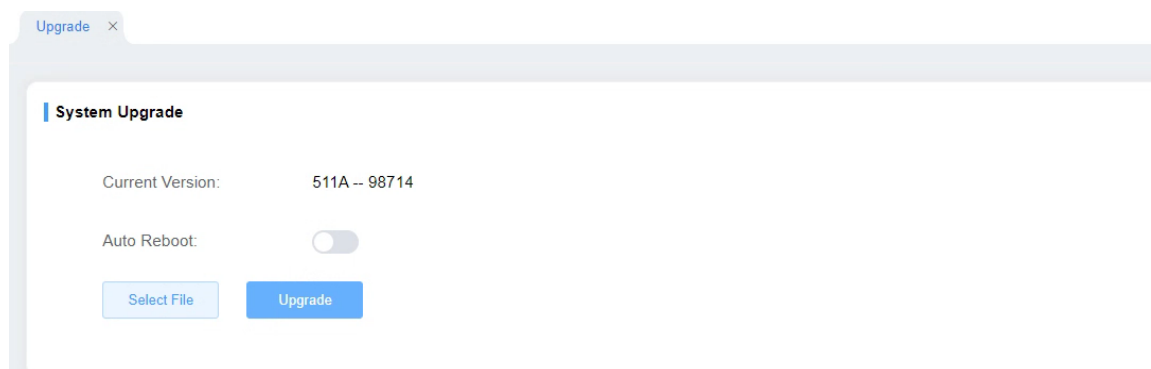 Upgrade ×
System Upgrade
Current Version: 511A -- 98714
Auto Reboot:
Select File Upgrade